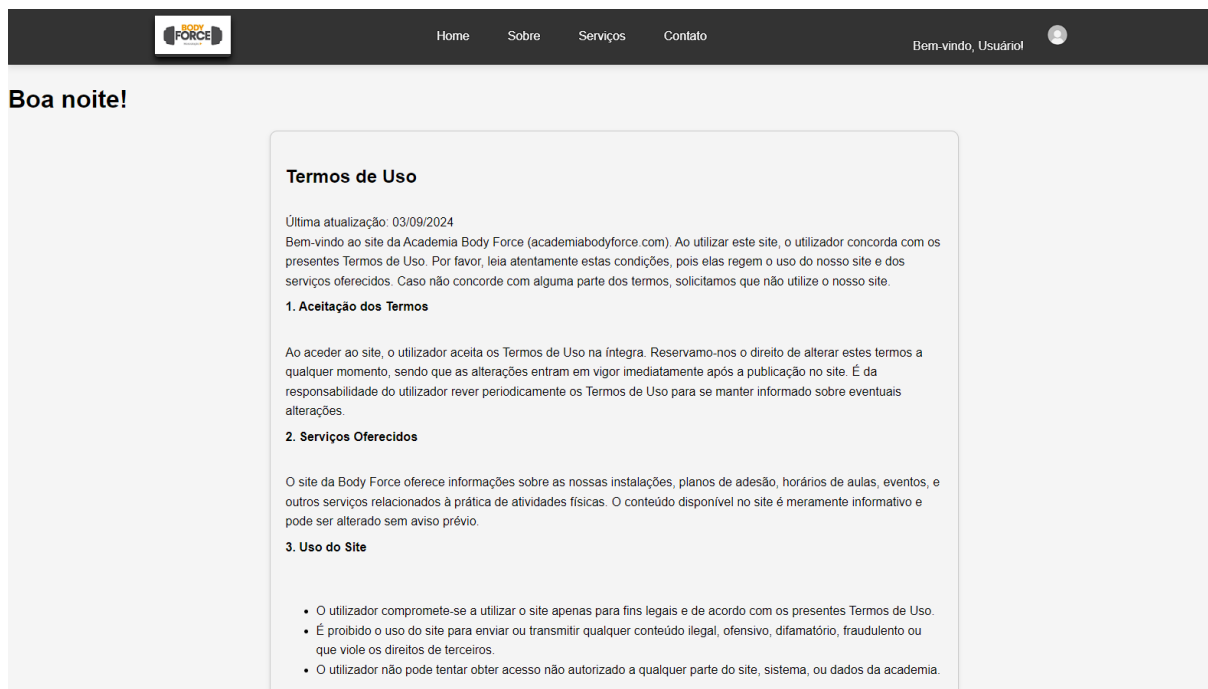 BODY
FORCE
Home
Sobre
Serviços
Contato
Bem-vindo, Usuário!
Boa noite!
Termos de Uso
Última atualização: 03/09/2024
Bem-vindo ao site da Academia Body Force (academiabodyforce.com). Ao utilizar este site, o utilizador concorda com os
presentes Termos de Uso. Por favor, leia atentamente estas condições, pois elas regem o uso do nosso site e dos
serviços oferecidos. Caso não concorde com alguma parte dos termos, solicitamos que não utilize o nosso site.
1. Aceitação dos Termos
Ao aceder ao site, o utilizador aceita os Termos de Uso na íntegra. Reservamo-nos o direito de alterar estes termos a
qualquer momento, sendo que as alterações entram em vigor imediatamente após a publicação no site. É da
responsabilidade do utilizador rever periodicamente os Termos de Uso para se manter informado sobre eventuais
alterações.
2. Serviços Oferecidos
O site da Body Force oferece informações sobre as nossas instalações, planos de adesão, horários de aulas, eventos, e
outros serviços relacionados à prática de atividades físicas. O conteúdo disponível no site é meramente informativo e
pode ser alterado sem aviso prévio.
3. Uso do Site
• O utilizador compromete-se a utilizar o site apenas para fins legais e de acordo com os presentes Termos de Uso.
• É proibido o uso do site para enviar ou transmitir qualquer conteúdo ilegal, ofensivo, difamatório, fraudulento ou
que viole os direitos de terceiros.
• O utilizador não pode tentar obter acesso não autorizado a qualquer parte do site, sistema, ou dados da academia.